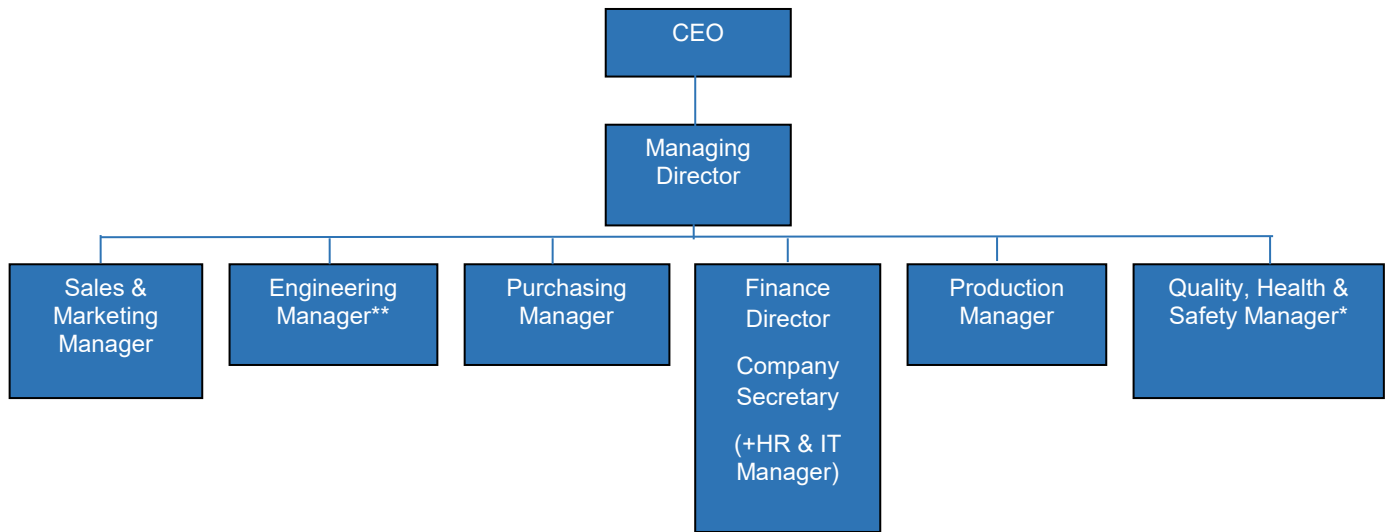 CEO
Managing
Director
Sales &
Marketing
Manager
Engineering
Manager**
Purchasing
Manager
Finance
Director
Company
Secretary
(+HR & IT
Manager)
Production
Manager
Quality, Health &
Safety Manager*